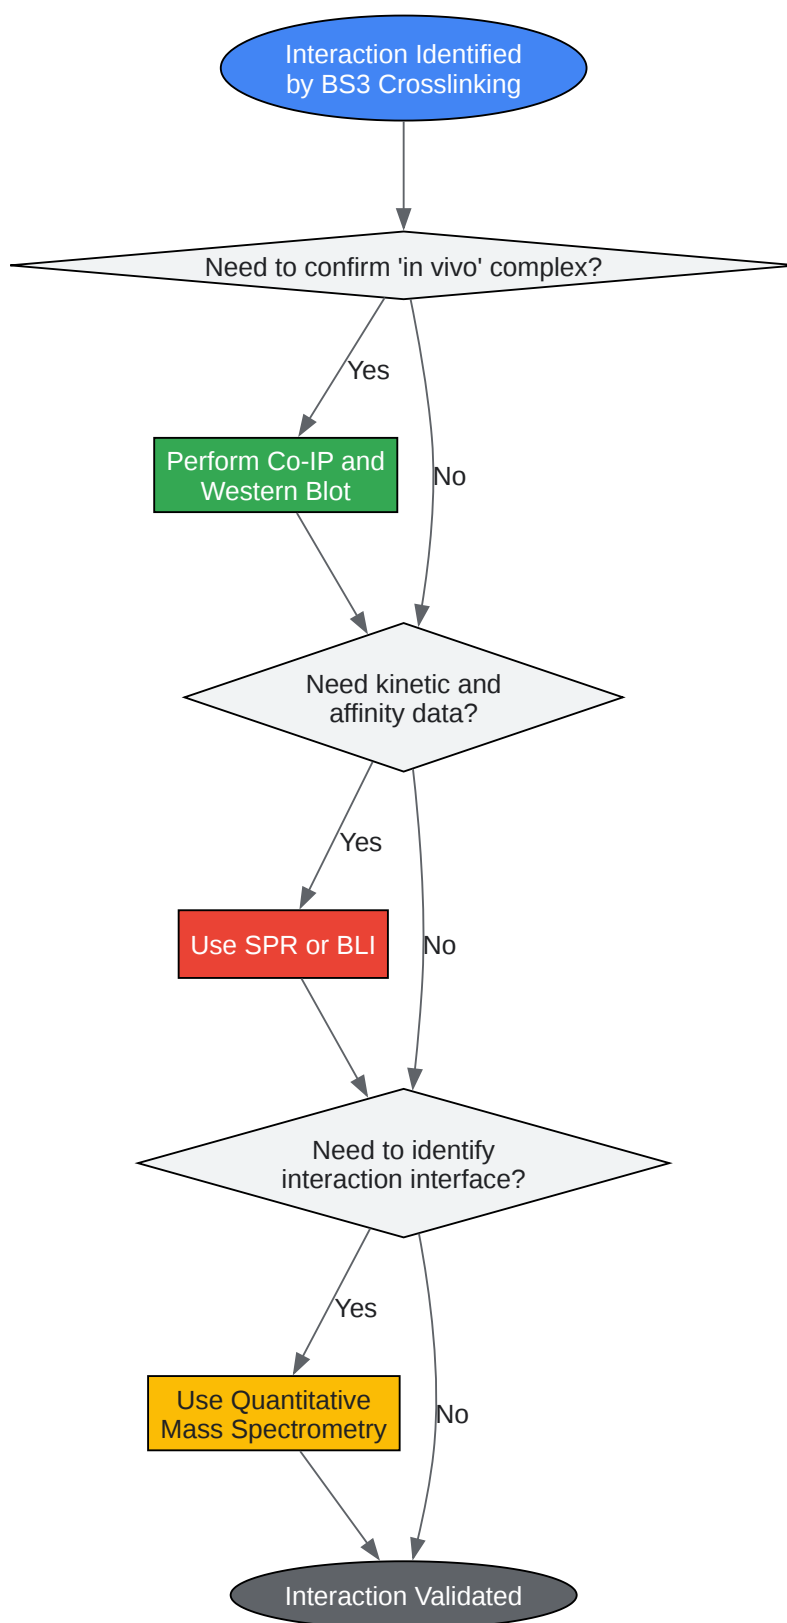 Interaction Identified
by BS3 Crosslinking
Need to confirm 'in vivo' complex?
Yes
Perform Co-IP and
Western Blot
No
Need kinetic and
affinity data?
Yes
Use SPR or BLI
No
Need to identify
interaction interface?
Yes
Use Quantitative
Mass Spectrometry
No
Interaction Validated